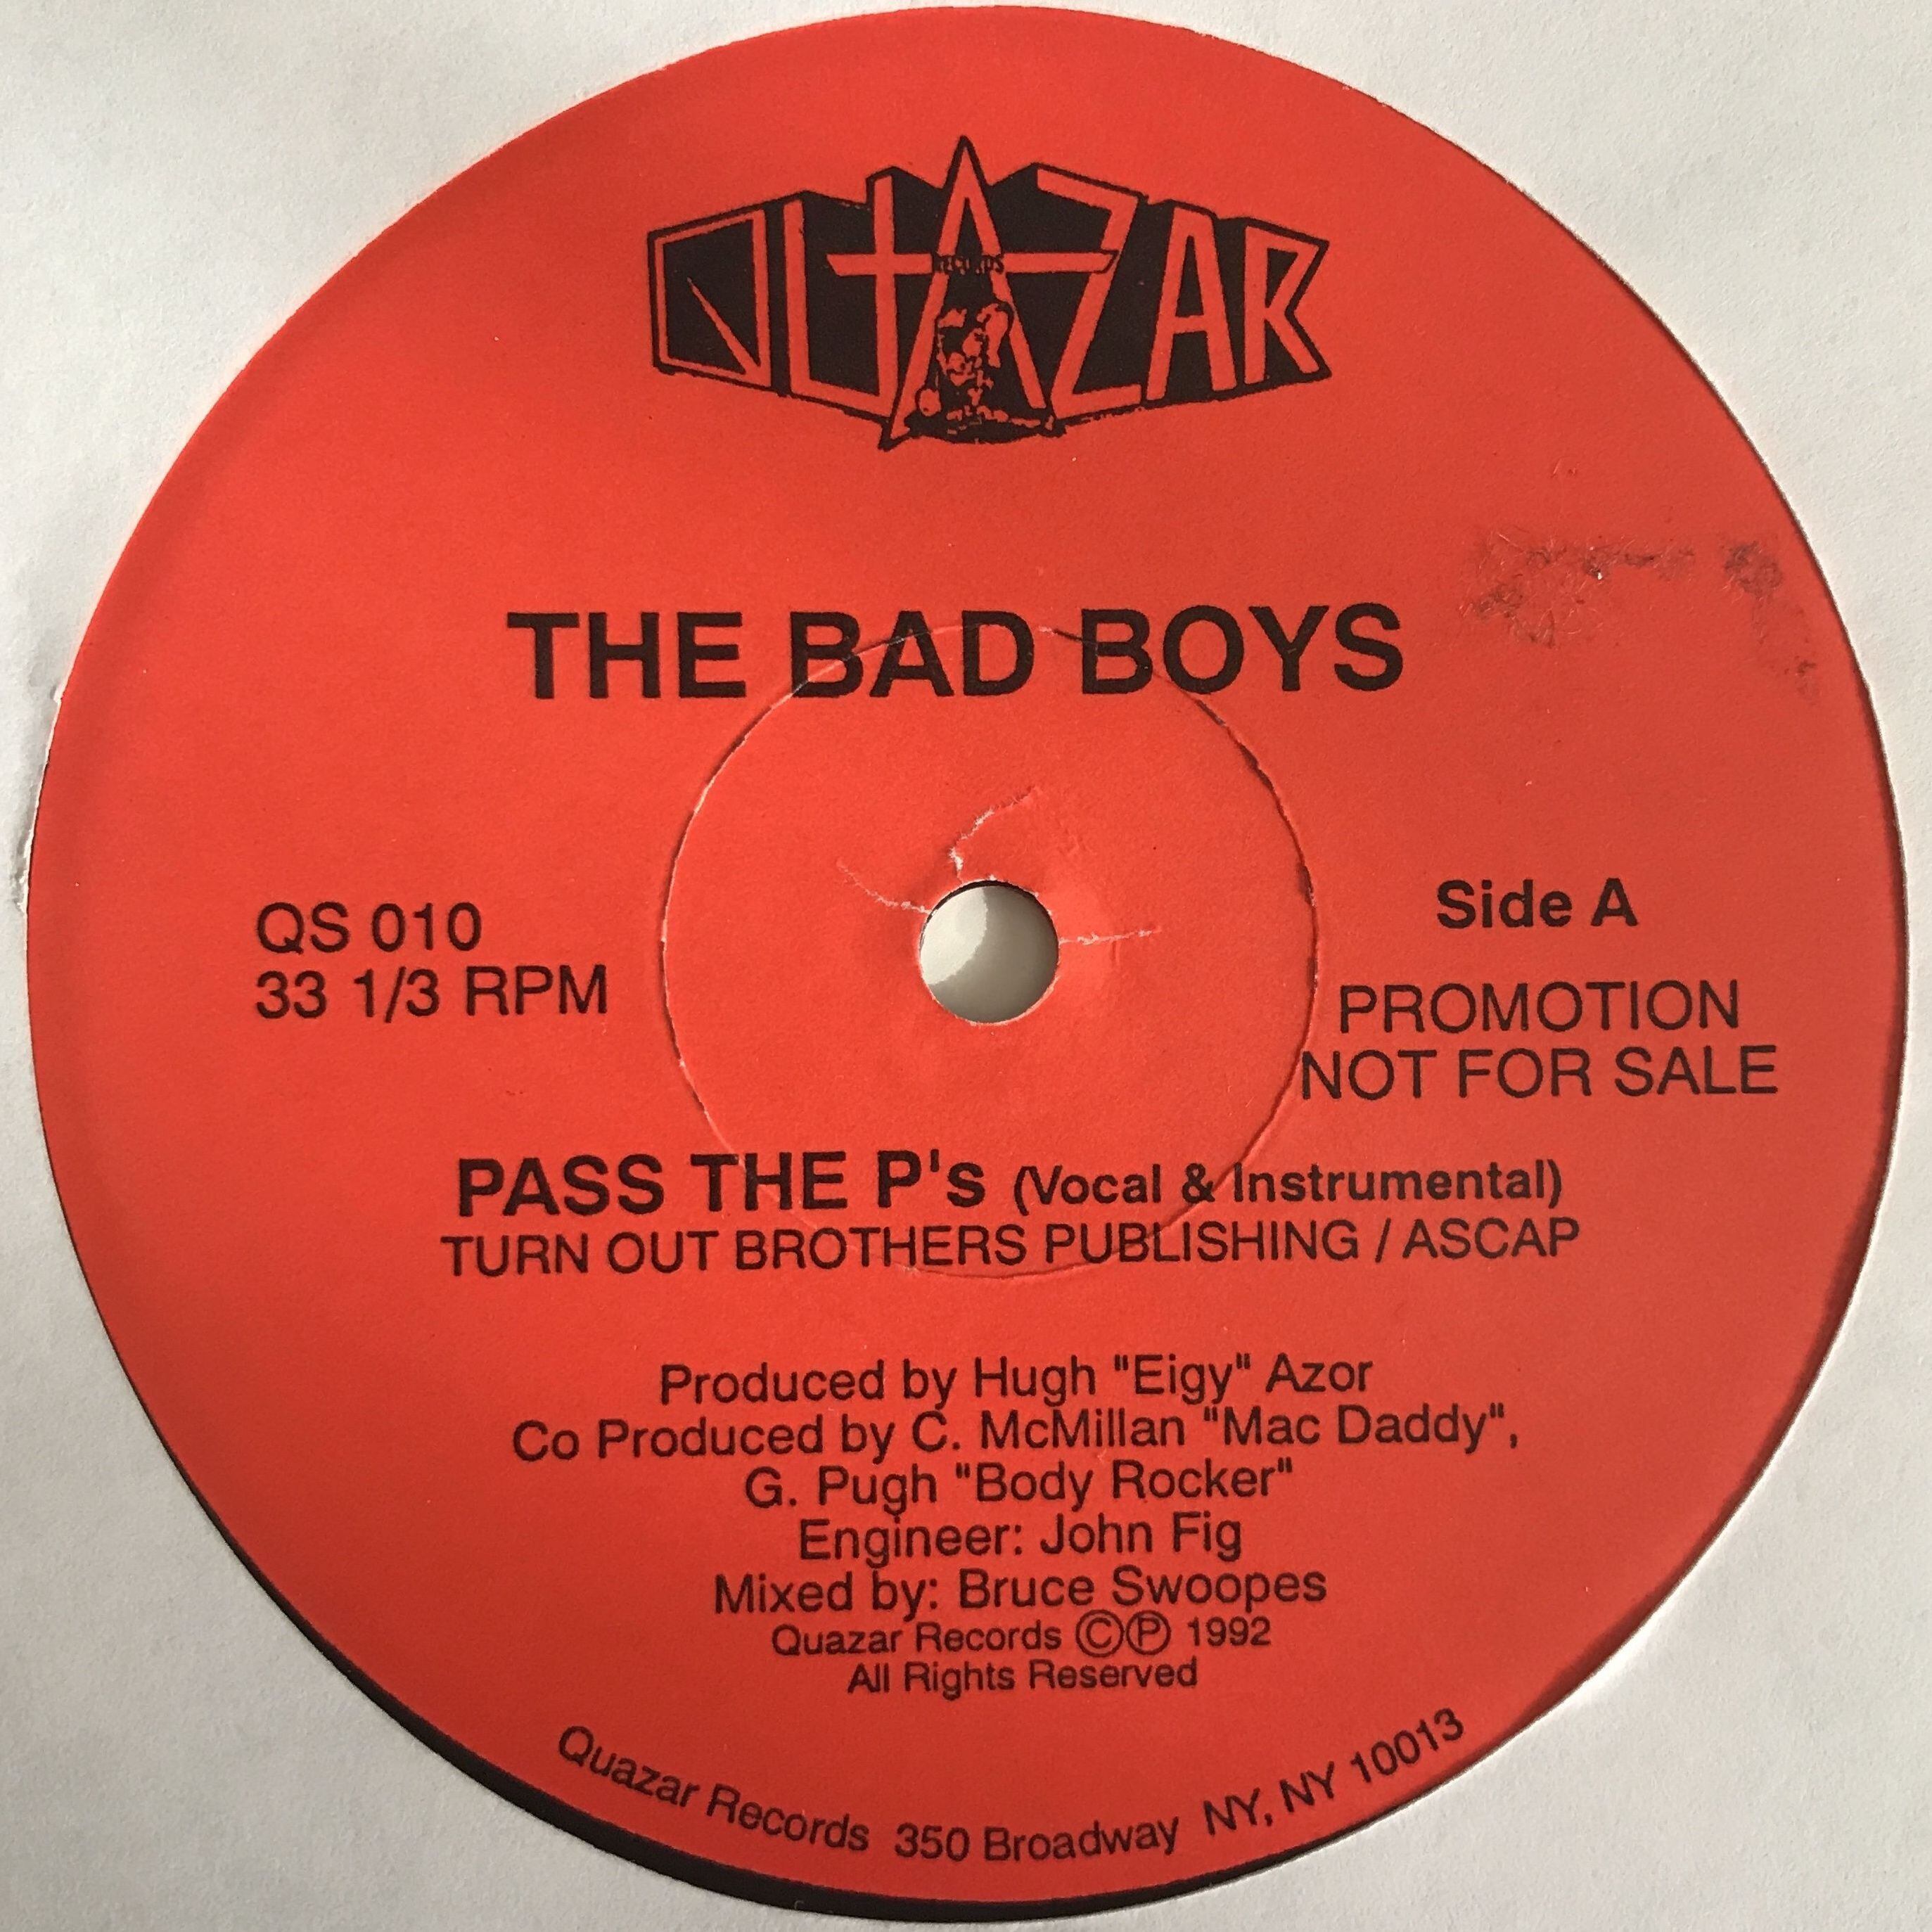 QUAZAR
RECORDS
THE BAD BOYS
QS 010
33 1/3 RPM
Side A
PROMOTION
NOT FOR SALE
PASS THE P's (Vocal & Instrumental)
TURN OUT BROTHERS PUBLISHING / ASCAP
Produced by Hugh "Eigy" Azor
Co Produced by C. McMillan "Mac Daddy",
G. Pugh "Body Rocker"
Engineer: John Fig
Mixed by: Bruce Swoopes
Quazar Records ©℗ 1992
All Rights Reserved
Quazar Records 350 Broadway NY, NY 10013